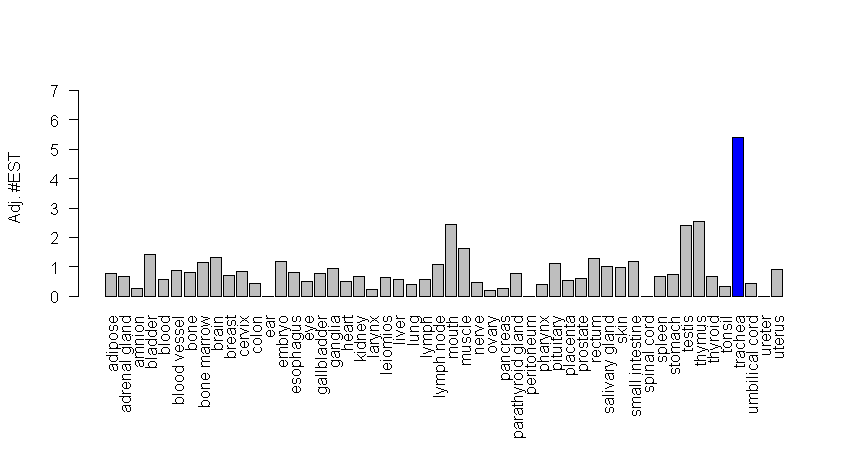 7
6
5
4
3
2
1
0
Adj. #EST
adipose
adrenal gland
amnion
bladder
blood
blood vessel
bone
bone marrow
brain
breast
cervix
colon
ear
embryo
esophagus
eye
gallbladder
ganglia
heart
kidney
larynx
leiomios
liver
lung
lymph
lymph node
mouth
muscle
nerve
ovary
pancreas
parathyroid gland
peritoneum
pharynx
pituitary
placenta
prostate
rectum
salivary gland
skin
small intestine
spinal cord
spleen
stomach
testis
thymus
thyroid
tonsil
trachea
umbilical cord
ureter
uterus